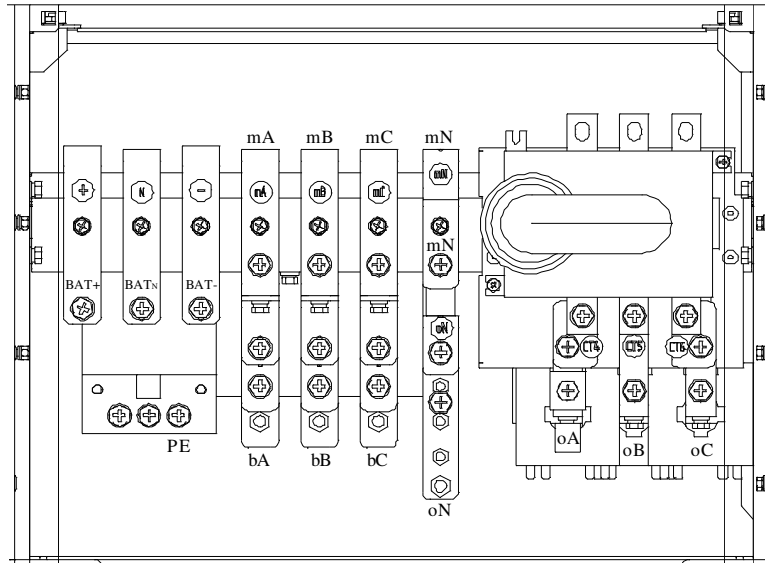 mA mB mC mN
+ N − mA mB mC mN
mN
BAT+ BATN BAT-
oN CT4 CT5 CT6
PE
oA oB oC
bA bB bC
oN